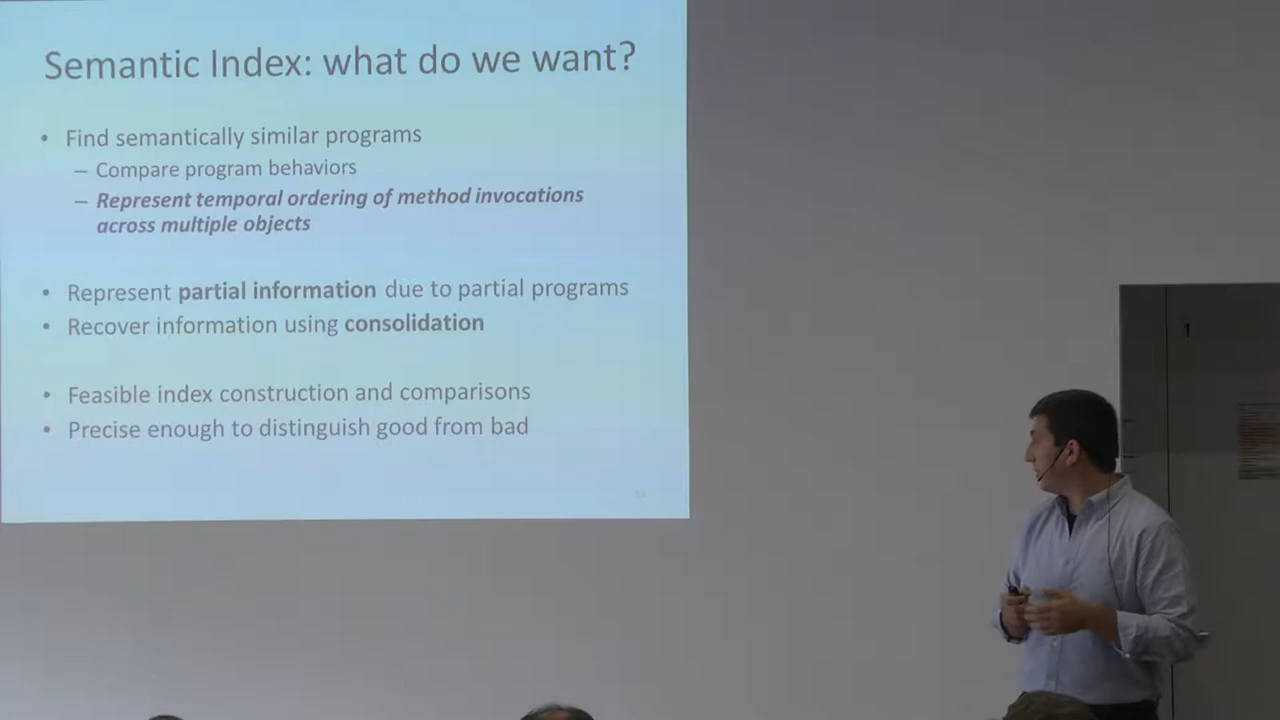 Semantic Index: what do we want?
• Find semantically similar programs
– Compare program behaviors
– Represent temporal ordering of method invocations
across multiple objects
• Represent partial information due to partial programs
• Recover information using consolidation
• Feasible index construction and comparisons
• Precise enough to distinguish good from bad
1